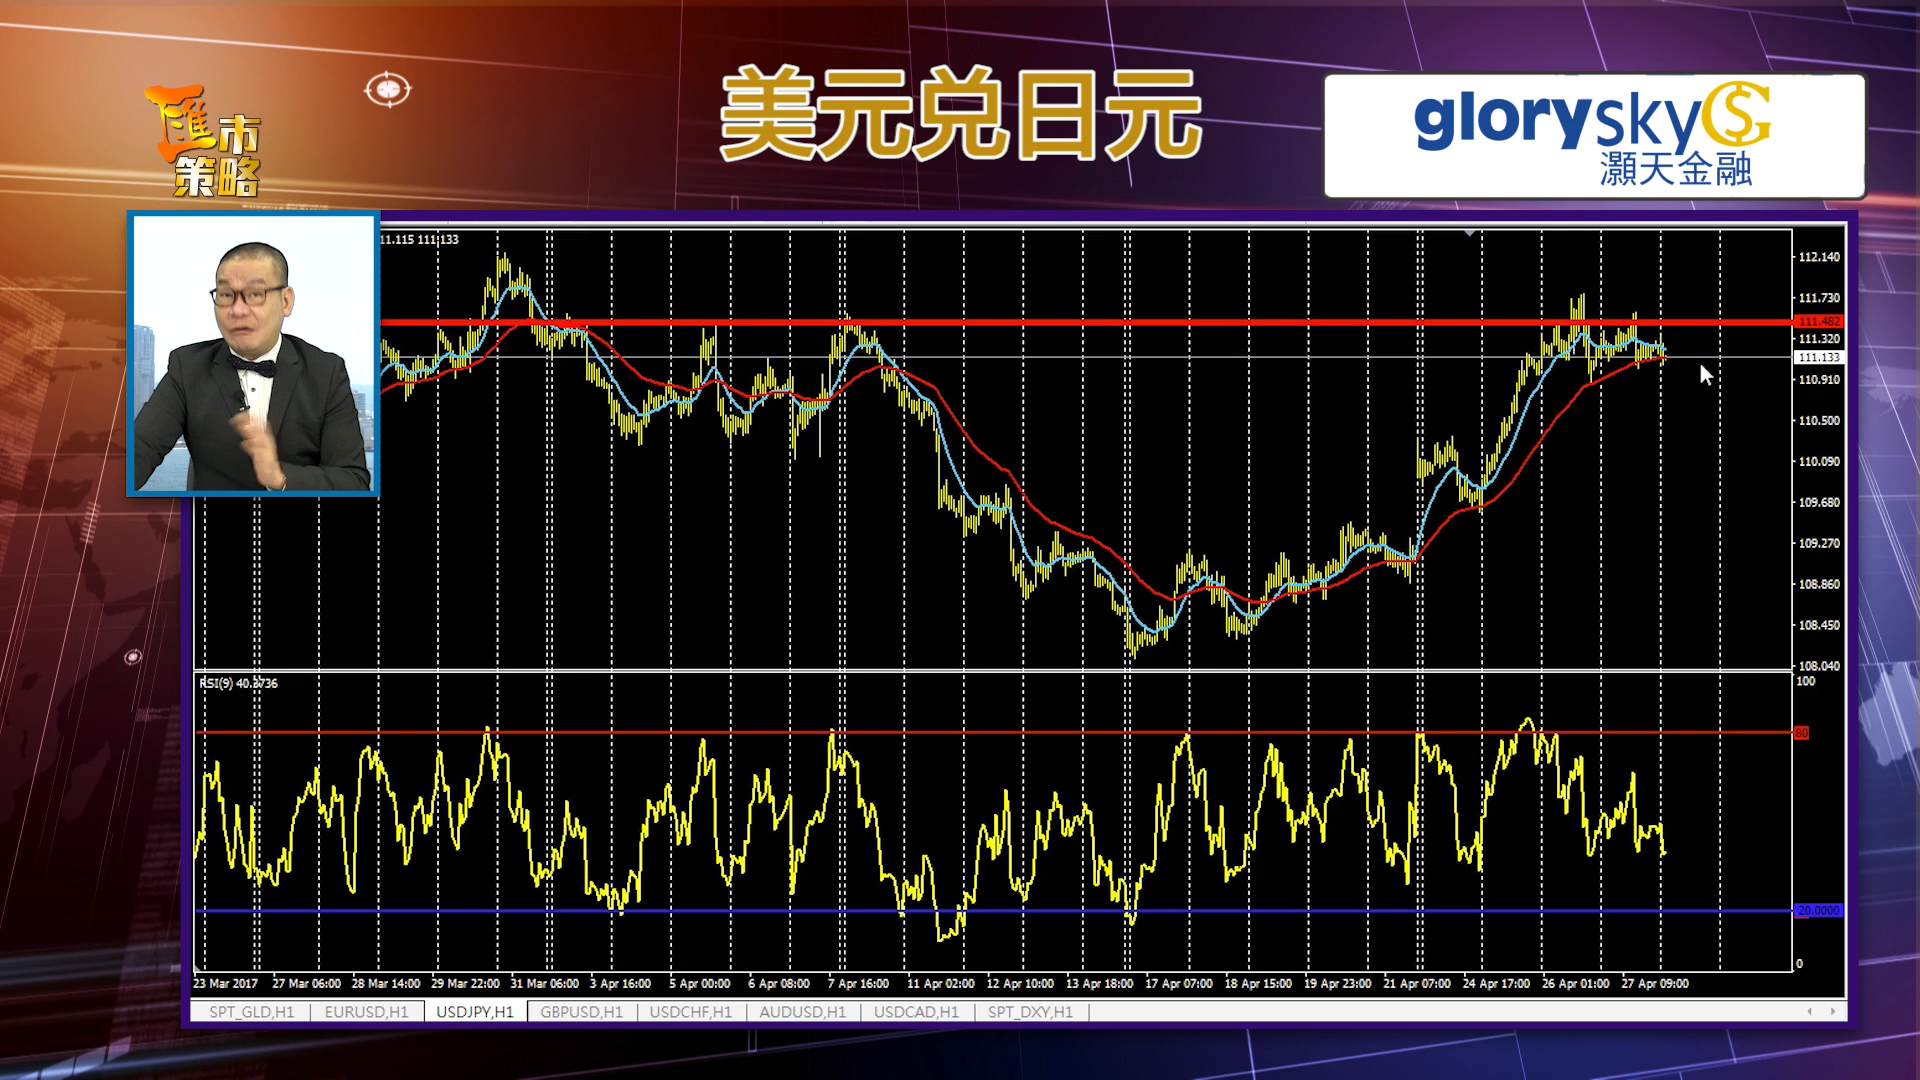 美元兑日元
匯市
策略
glorysky
灝天金融
11.115 111.133
112.140
111.730
111.482
111.320
111.133
110.910
110.500
110.090
109.680
109.270
108.860
108.450
108.040
RSI(9) 40.3736
100
80
20.0000
0
23 Mar 2017 27 Mar 06:00 28 Mar 14:00 29 Mar 22:00 31 Mar 06:00 3 Apr 16:00 5 Apr 00:00 6 Apr 08:00 7 Apr 16:00 11 Apr 02:00 12 Apr 10:00 13 Apr 18:00 17 Apr 07:00 18 Apr 15:00 19 Apr 23:00 21 Apr 07:00 24 Apr 17:00 26 Apr 01:00 27 Apr 09:00
SPT_GLD,H1 EURUSD,H1 USDJPY,H1 GBPUSD,H1 USDCHF,H1 AUDUSD,H1 USDCAD,H1 SPT_DXY,H1